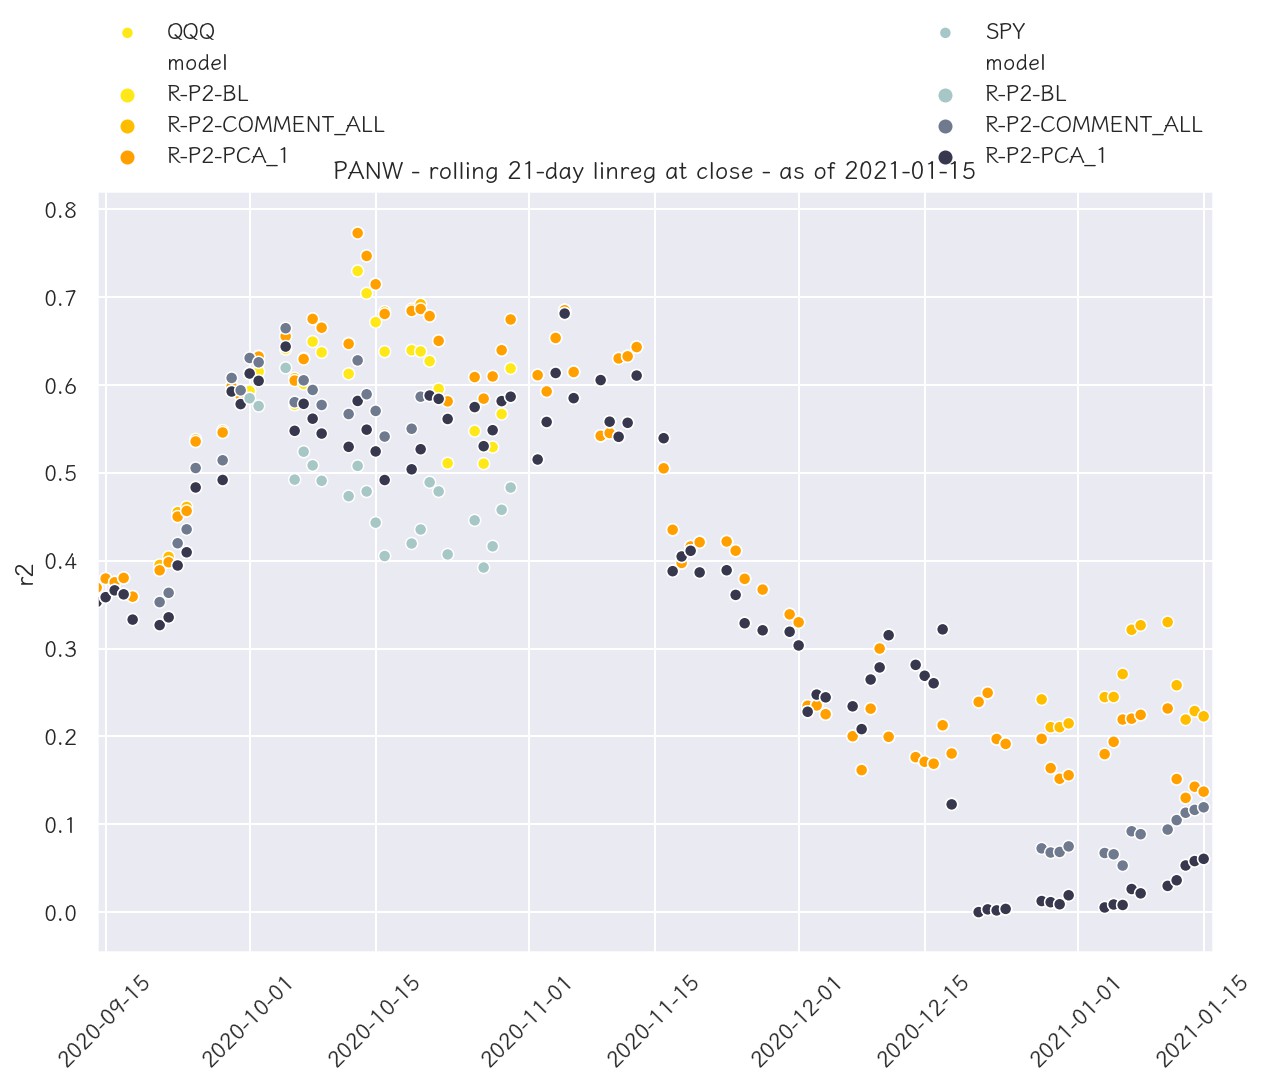 QQQ
model
R-P2-BL
R-P2-COMMENT_ALL
R-P2-PCA_1
SPY
model
R-P2-BL
R-P2-COMMENT_ALL
R-P2-PCA_1
PANW - rolling 21-day linreg at close - as of 2021-01-15
0.8
0.7
0.6
0.5
0.4
0.3
0.2
0.1
0.0
r2
2020-09-15
2020-10-01
2020-10-15
2020-11-01
2020-11-15
2020-12-01
2020-12-15
2021-01-01
2021-01-15